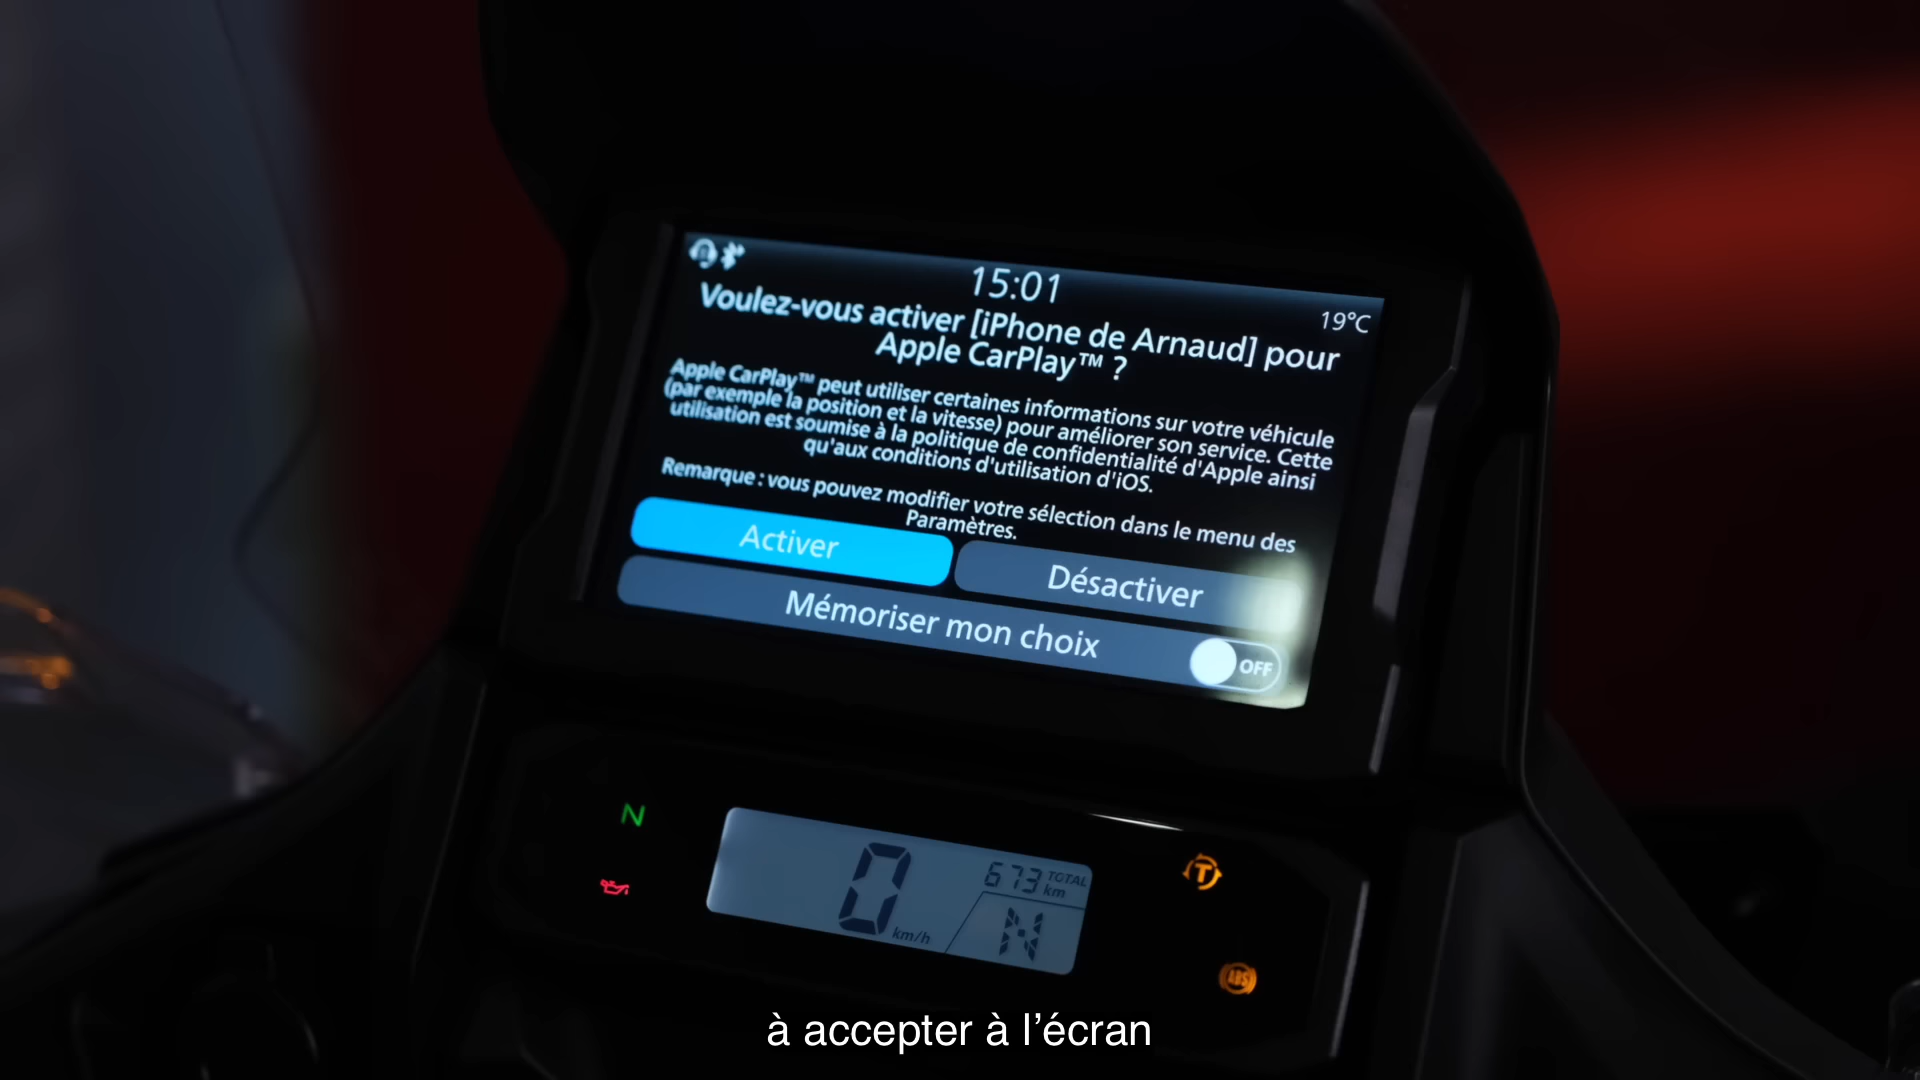 15:01
19°C
Voulez-vous activer [iPhone de Arnaud] pour
Apple CarPlay™ ?
Apple CarPlay™ peut utiliser certaines informations sur votre véhicule
(par exemple la position et la vitesse) pour améliorer son service. Cette
utilisation est soumise à la politique de confidentialité d'Apple ainsi
qu'aux conditions d'utilisation d'iOS.
Remarque : vous pouvez modifier votre sélection dans le menu des
Paramètres.
Activer
Désactiver
Mémoriser mon choix
OFF
N
0 km/h
673 TOTAL km
N
T
ABS
à accepter à l’écran